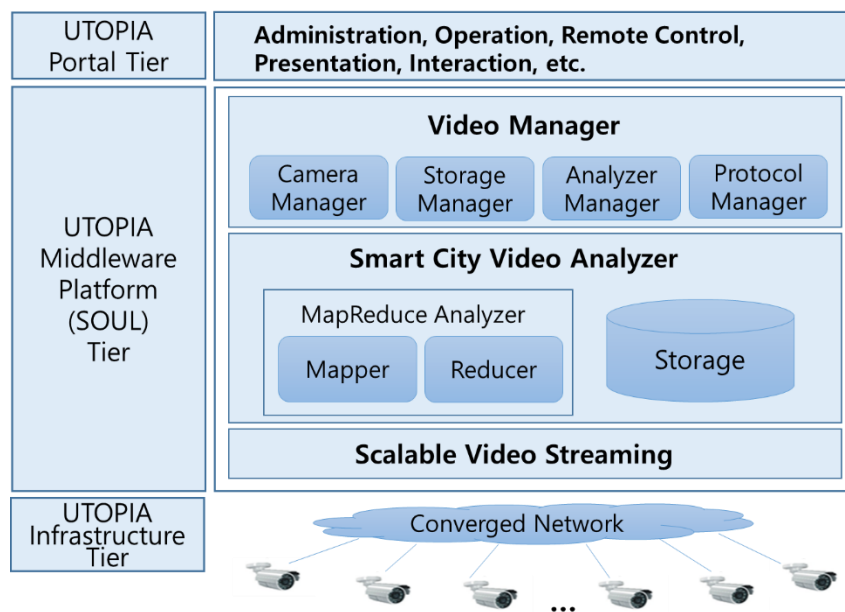 UTOPIA
Portal Tier
Administration, Operation, Remote Control,
Presentation, Interaction, etc.
UTOPIA
Middleware
Platform
(SOUL)
Tier
Video Manager
Camera
Manager
Storage
Manager
Analyzer
Manager
Protocol
Manager
Smart City Video Analyzer
MapReduce Analyzer
Mapper
Reducer
Storage
Scalable Video Streaming
UTOPIA
Infrastructure
Tier
Converged Network
...